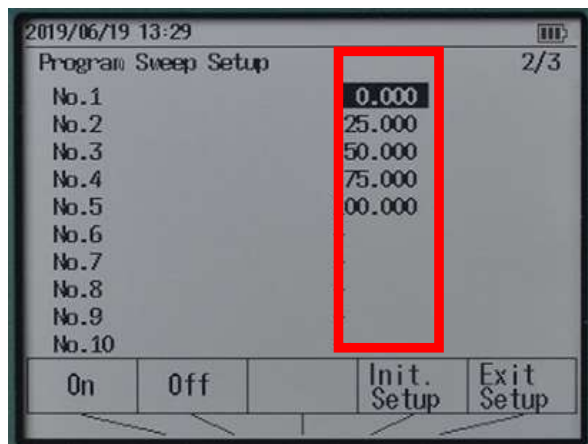 2019/06/19 13:29
Program Sweep Setup 2/3
No.1 0.000
No.2 25.000
No.3 50.000
No.4 75.000
No.5 00.000
No.6
No.7
No.8
No.9
No.10
On Off Init. Setup Exit Setup